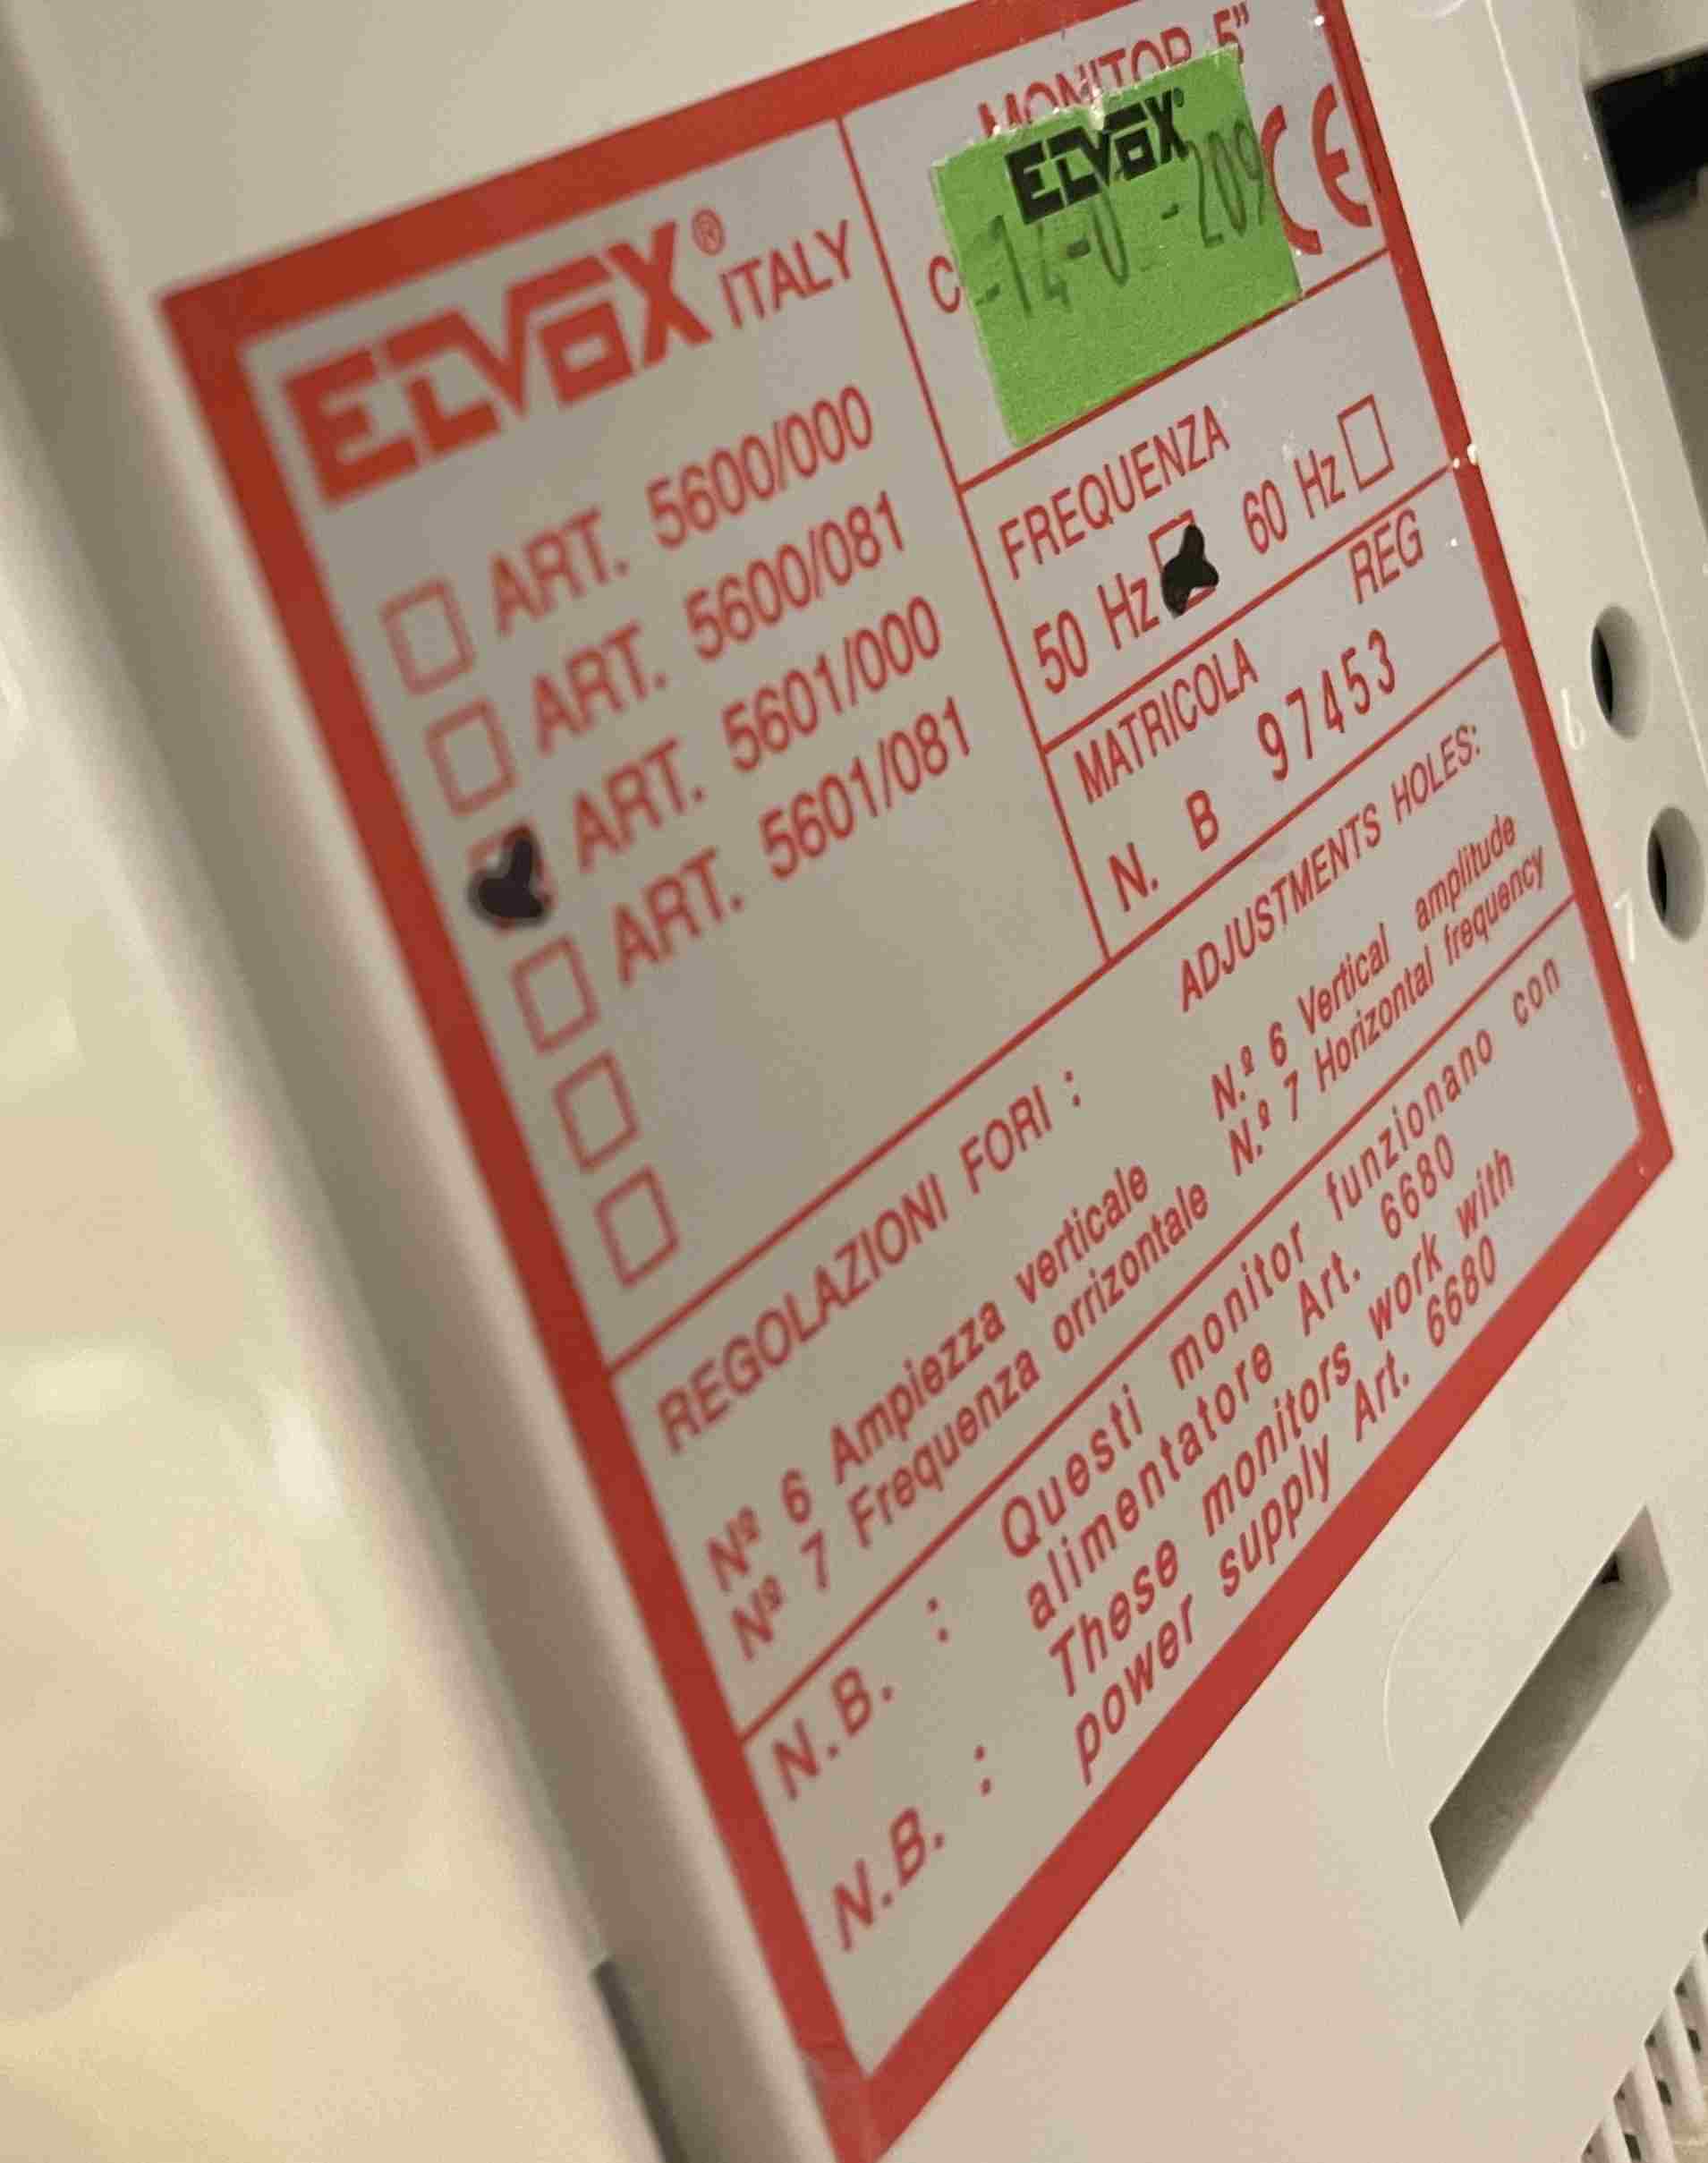 ELVOX® ITALY
ART. 5600/000
ART. 5600/081
ART. 5601/000
ART. 5601/081
MONITOR 5"
C
CE
ELVOX®
FREQUENZA
50 Hz 60 Hz
MATRICOLA REG
N. B 97453
REGOLAZIONI FORI :
Nº 6 Ampiezza verticale
Nº 7 Frequenza orrizontale
ADJUSTMENTS HOLES:
N.º 6 Vertical amplitude
N.º 7 Horizontal frequency
N.B. : Questi monitor funzionano con
alimentatore Art. 6680
N.B. : These monitors work with
power supply Art. 6680
6
7